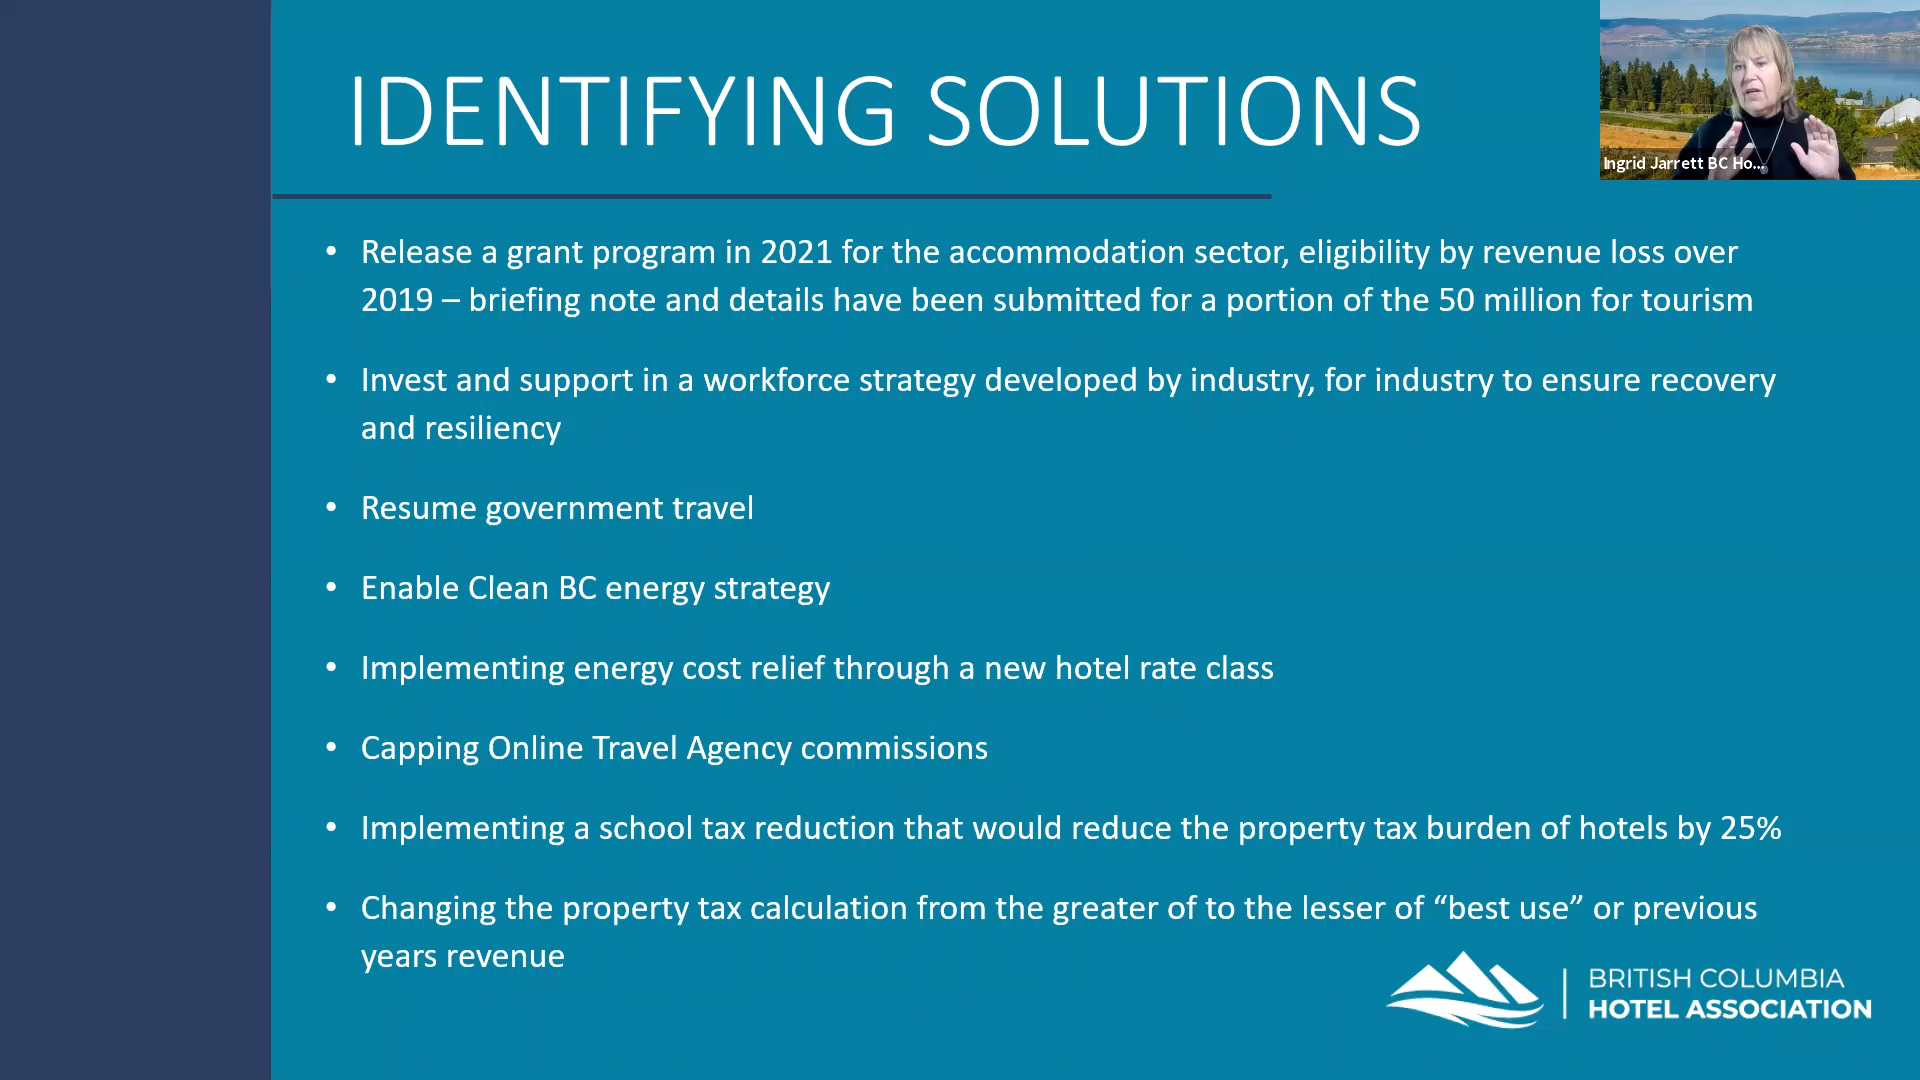 IDENTIFYING SOLUTIONS
Ingrid Jarrett BC Ho...
• Release a grant program in 2021 for the accommodation sector, eligibility by revenue loss over
2019 – briefing note and details have been submitted for a portion of the 50 million for tourism
• Invest and support in a workforce strategy developed by industry, for industry to ensure recovery
and resiliency
• Resume government travel
• Enable Clean BC energy strategy
• Implementing energy cost relief through a new hotel rate class
• Capping Online Travel Agency commissions
• Implementing a school tax reduction that would reduce the property tax burden of hotels by 25%
• Changing the property tax calculation from the greater of to the lesser of “best use” or previous
years revenue
BRITISH COLUMBIA
HOTEL ASSOCIATION